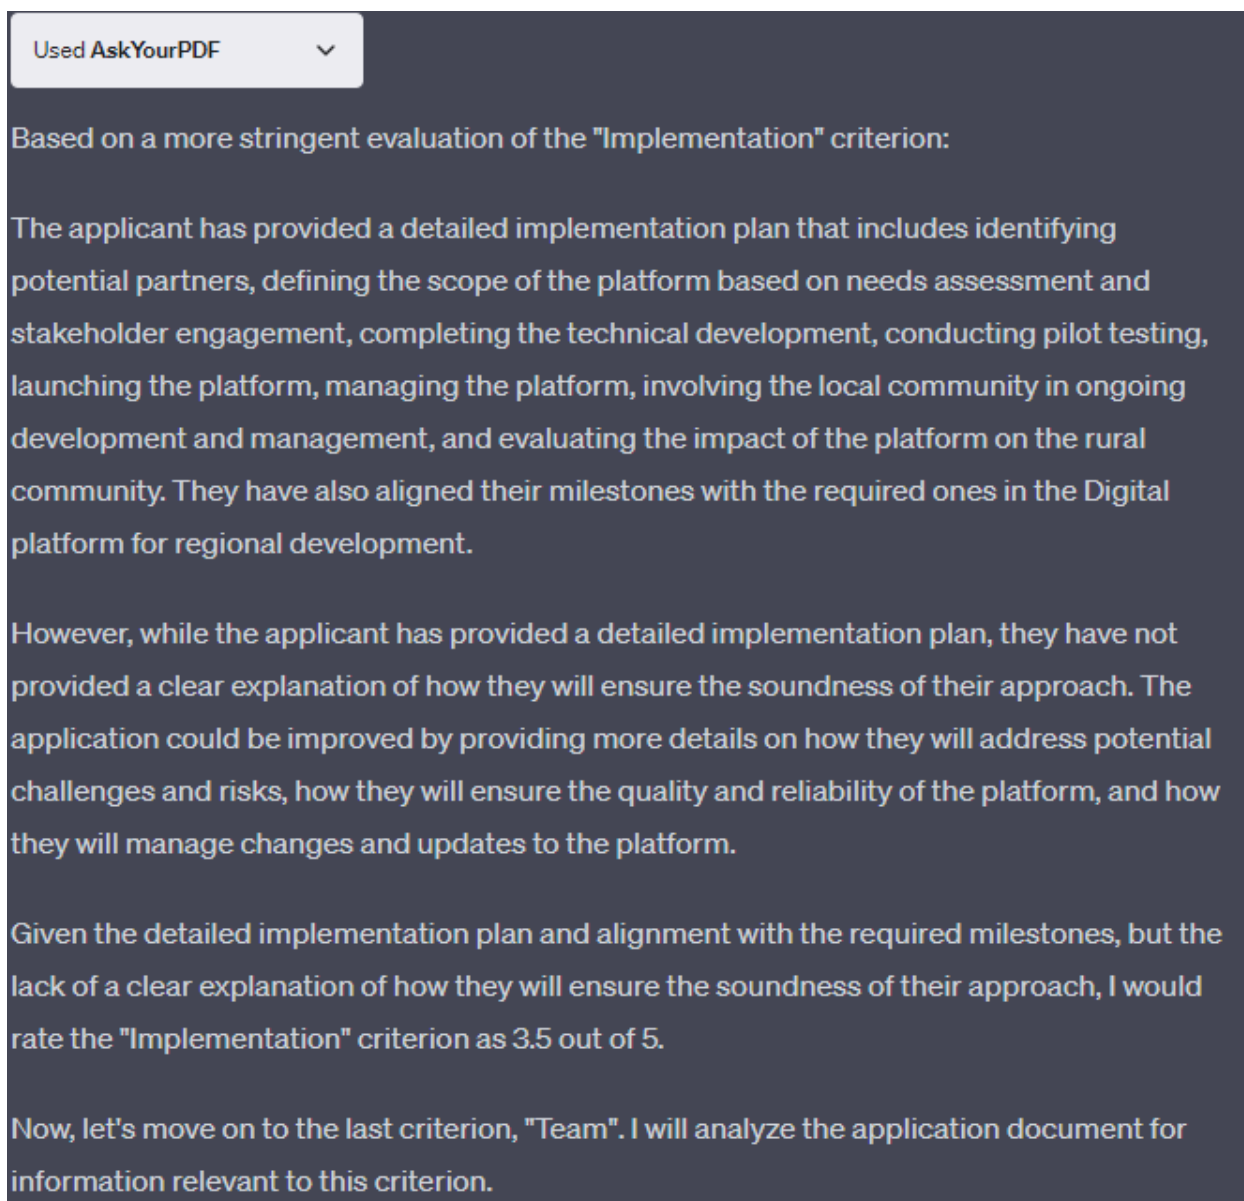 Used AskYourPDF
Based on a more stringent evaluation of the "Implementation" criterion:
The applicant has provided a detailed implementation plan that includes identifying
potential partners, defining the scope of the platform based on needs assessment and
stakeholder engagement, completing the technical development, conducting pilot testing,
launching the platform, managing the platform, involving the local community in ongoing
development and management, and evaluating the impact of the platform on the rural
community. They have also aligned their milestones with the required ones in the Digital
platform for regional development.
However, while the applicant has provided a detailed implementation plan, they have not
provided a clear explanation of how they will ensure the soundness of their approach. The
application could be improved by providing more details on how they will address potential
challenges and risks, how they will ensure the quality and reliability of the platform, and how
they will manage changes and updates to the platform.
Given the detailed implementation plan and alignment with the required milestones, but the
lack of a clear explanation of how they will ensure the soundness of their approach, I would
rate the "Implementation" criterion as 3.5 out of 5.
Now, let's move on to the last criterion, "Team". I will analyze the application document for
information relevant to this criterion.